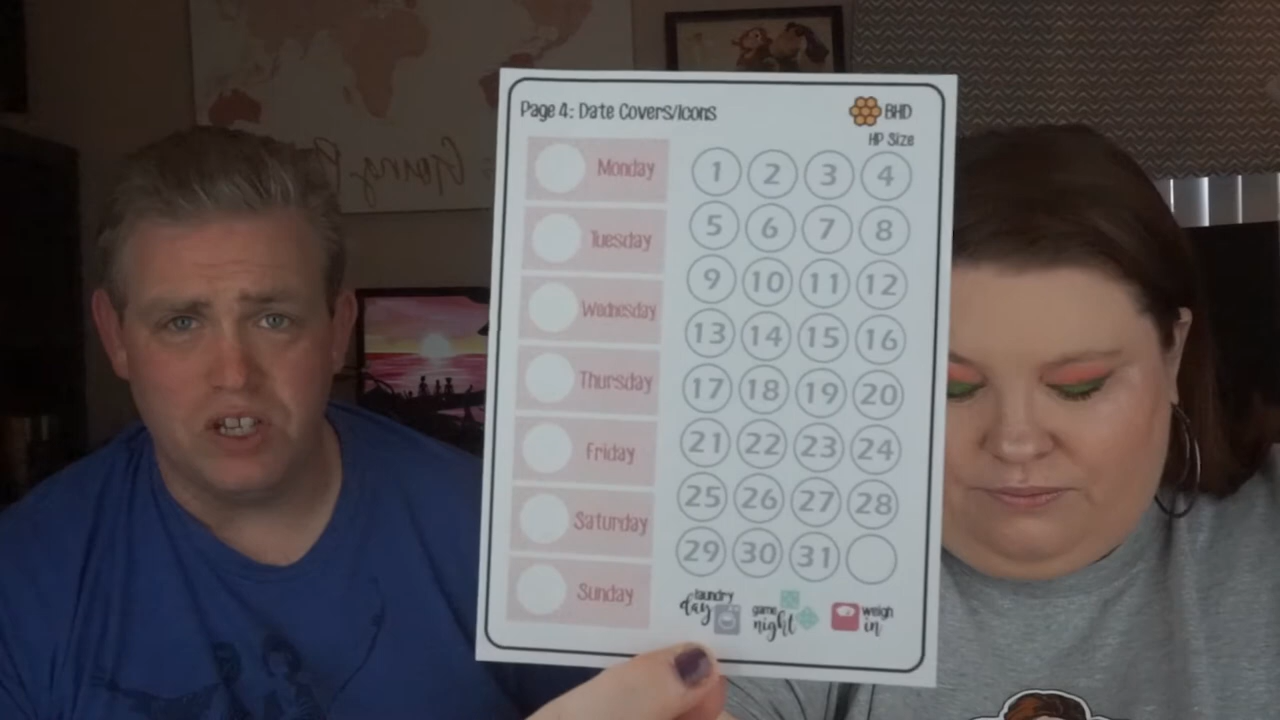 Page 4: Date Covers/Icons
BHD
HP Size
Monday
Tuesday
Wednesday
Thursday
Friday
Saturday
Sunday
1 2 3 4
5 6 7 8
9 10 11 12
13 14 15 16
17 18 19 20
21 22 23 24
25 26 27 28
29 30 31
laundry
day
game
night
weigh
in